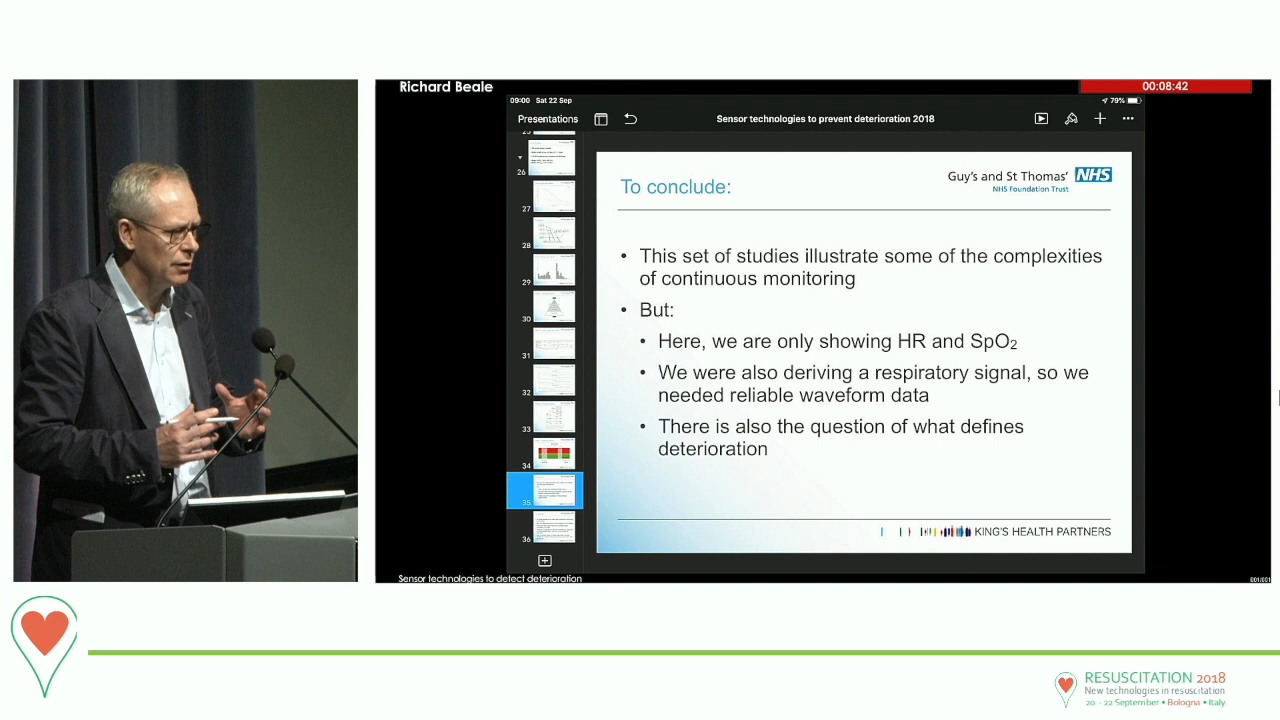 Richard Beale
00:08:42
09:00 Sat 22 Sep
79%
Presentations
Sensor technologies to prevent deterioration 2018
25
26
27
28
29
30
31
32
33
34
35
36
Guy's and St Thomas' NHS
NHS Foundation Trust
To conclude:
• This set of studies illustrate some of the complexities
of continuous monitoring
• But:
• Here, we are only showing HR and SpO₂
• We were also deriving a respiratory signal, so we
needed reliable waveform data
• There is also the question of what defines
deterioration
KING'S HEALTH PARTNERS
Sensor technologies to detect deterioration
001/001
RESUSCITATION 2018
New technologies in resuscitation
20 - 22 September • Bologna • Italy